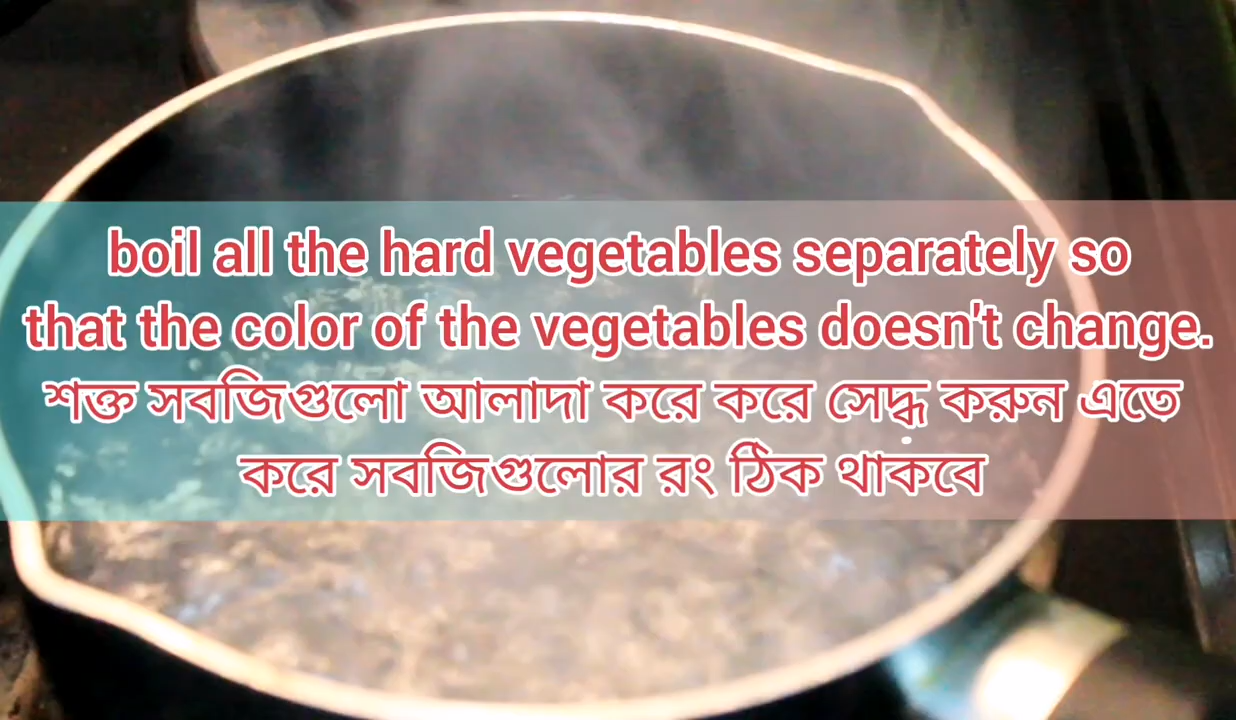 boil all the hard vegetables separately so
that the color of the vegetables doesn't change.
শক্ত সবজিগুলো আলাদা করে করে সেদ্ধ করুন এতে
করে সবজিগুলোর রং ঠিক থাকবে